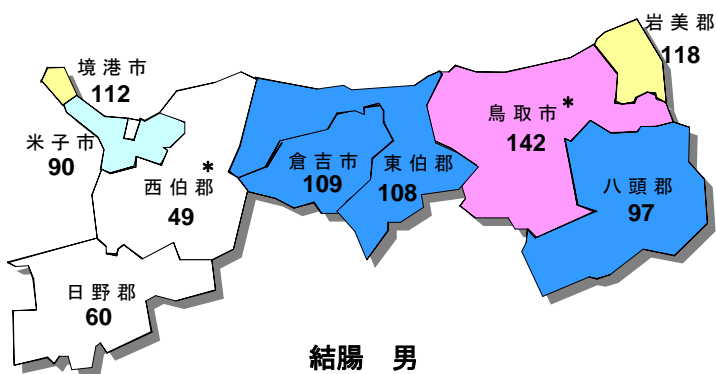 岩美郡
118
境港市
112
鳥取市*
142
米子市
90
*
西伯郡
49
倉吉市
109
東伯郡
108
八頭郡
97
日野郡
60
結腸 男